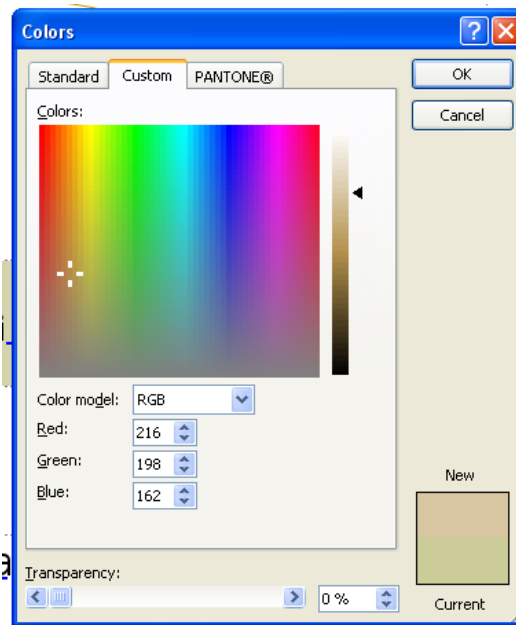 Colors
Standard Custom PANTONE® OK
Colors: Cancel
Color model: RGB
Red: 216
Green: 198
Blue: 162
New
Transparency:
0 % Current